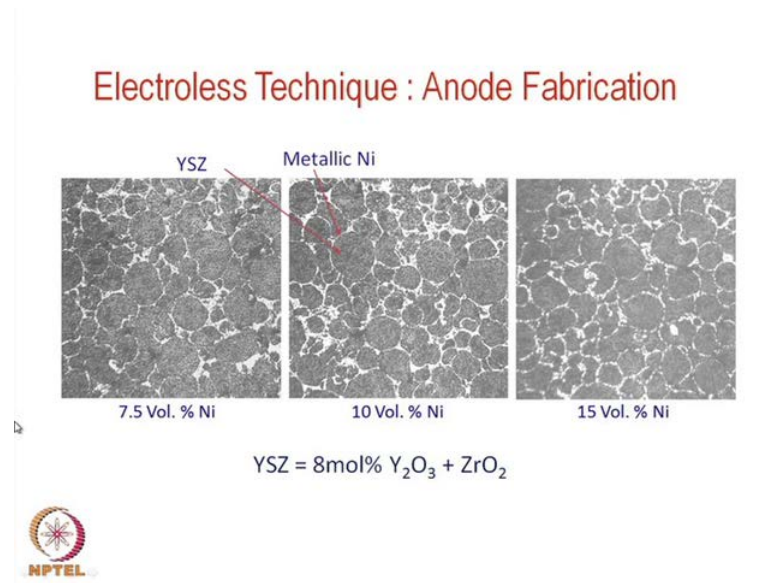 Electroless Technique : Anode Fabrication
YSZ
Metallic Ni
7.5 Vol. % Ni
10 Vol. % Ni
15 Vol. % Ni
YSZ = 8mol% Y₂O₃ + ZrO₂
NPTEL